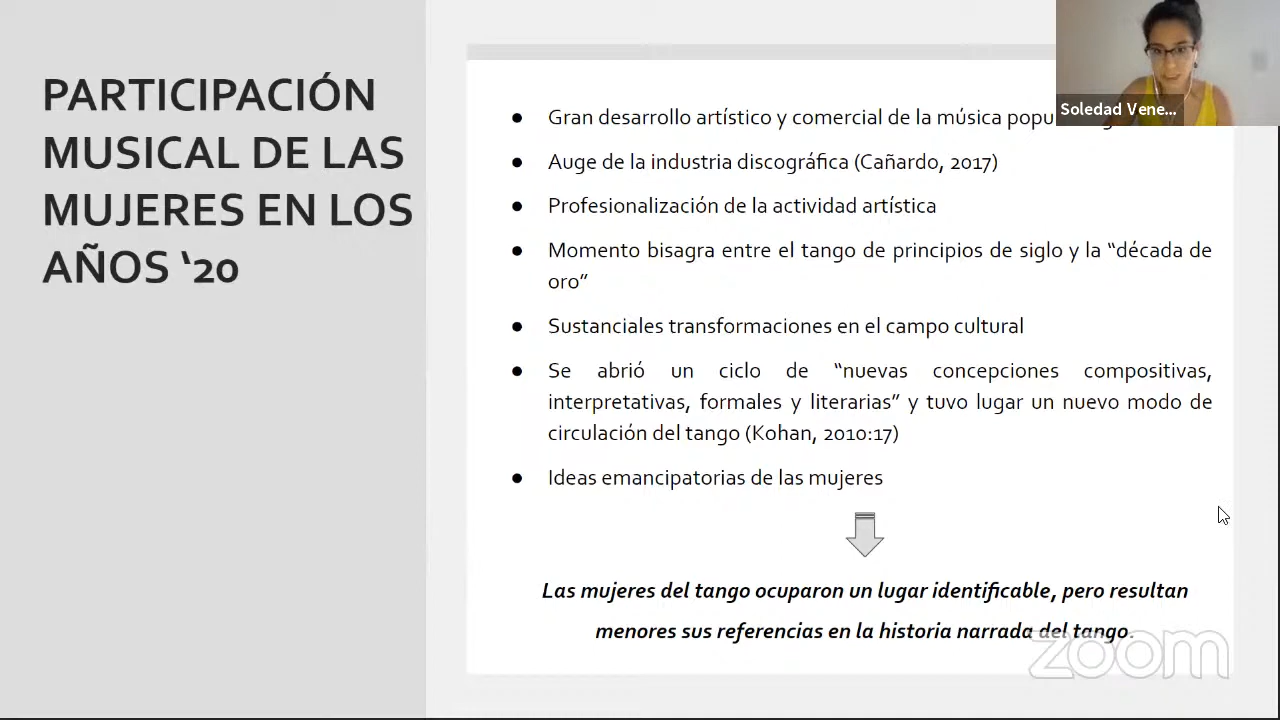 PARTICIPACIÓN
MUSICAL DE LAS
MUJERES EN LOS
AÑOS ‘20
● Gran desarrollo artístico y comercial de la música
● Auge de la industria discográfica (Cañardo, 2017)
● Profesionalización de la actividad artística
● Momento bisagra entre el tango de principios de siglo y la “década de
oro”
● Sustanciales transformaciones en el campo cultural
● Se abrió un ciclo de “nuevas concepciones compositivas,
interpretativas, formales y literarias” y tuvo lugar un nuevo modo de
circulación del tango (Kohan, 2010:17)
● Ideas emancipatorias de las mujeres
Las mujeres del tango ocuparon un lugar identificable, pero resultan
menores sus referencias en la historia narrada del tango.
Soledad Vene...
zoom